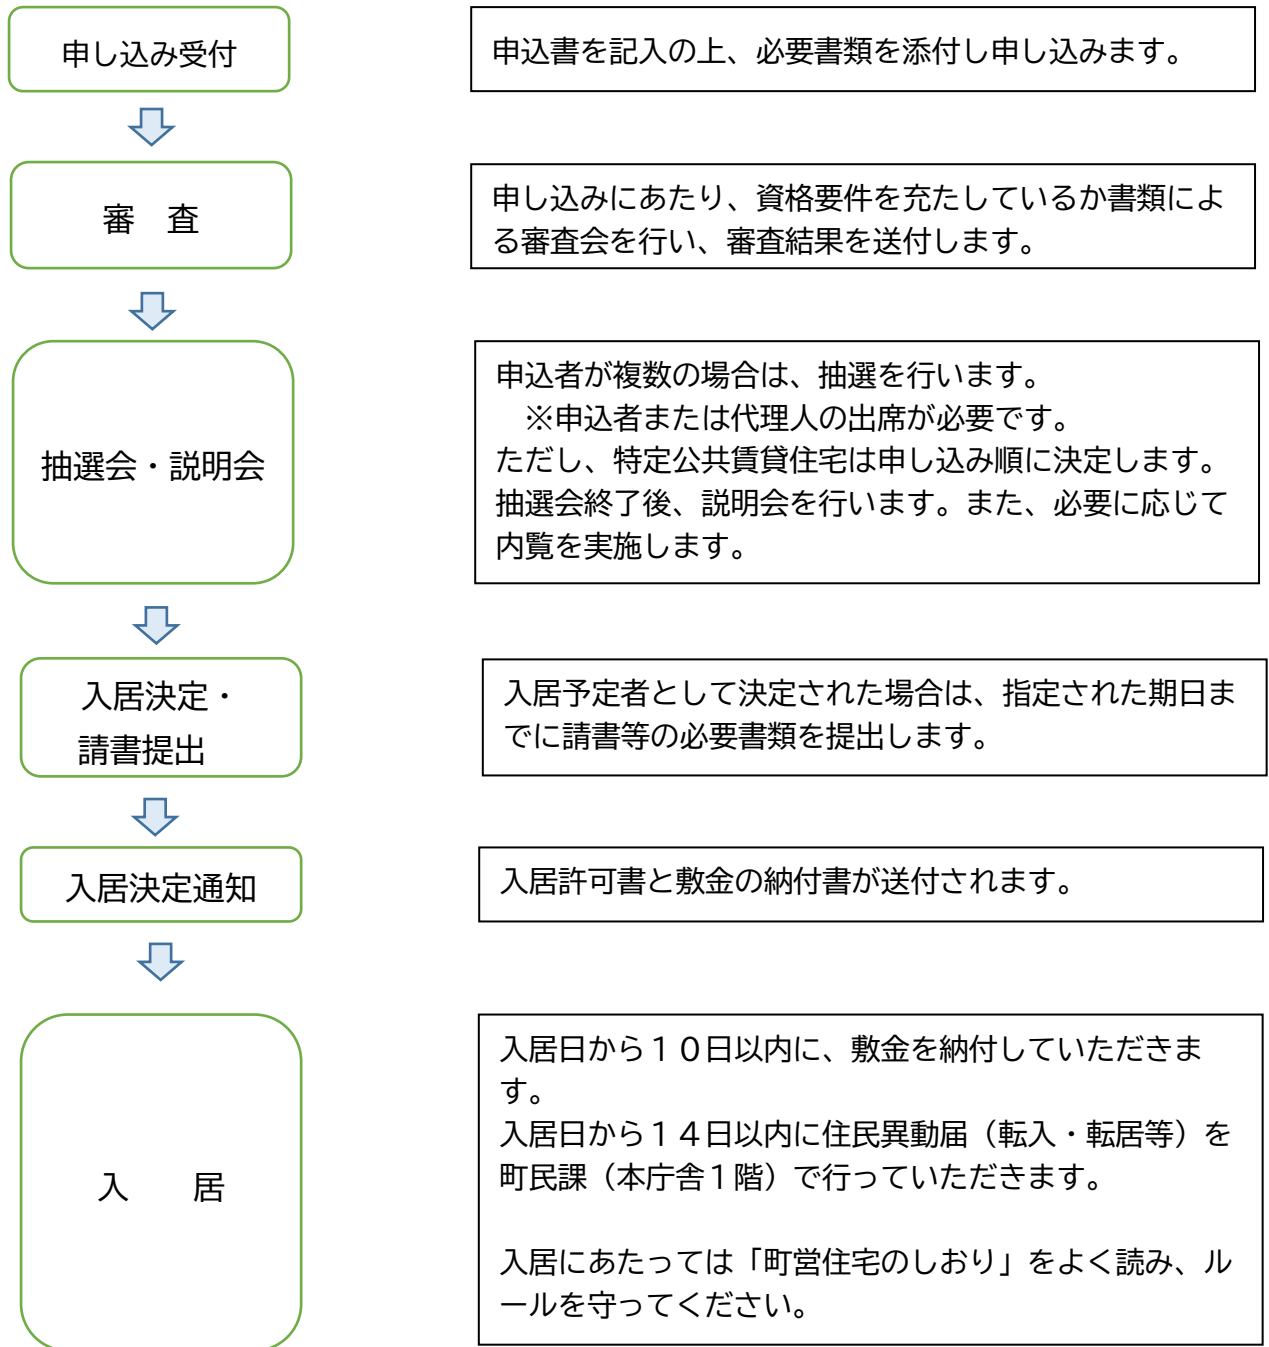 申し込み受付
申込書を記入の上、必要書類を添付し申し込みます。
審　査
申し込みにあたり、資格要件を充たしているか書類によ
る審査会を行い、審査結果を送付します。
抽選会・説明会
申込者が複数の場合は、抽選を行います。
※申込者または代理人の出席が必要です。
ただし、特定公共賃貸住宅は申し込み順に決定します。
抽選会終了後、説明会を行います。また、必要に応じて
内覧を実施します。
入居決定・
請書提出
入居予定者として決定された場合は、指定された期日ま
でに請書等の必要書類を提出します。
入居決定通知
入居許可書と敷金の納付書が送付されます。
入　　居
入居日から１０日以内に、敷金を納付していただきま
す。
入居日から１４日以内に住民異動届（転入・転居等）を
町民課（本庁舎１階）で行っていただきます。
入居にあたっては「町営住宅のしおり」をよく読み、ル
ールを守ってください。